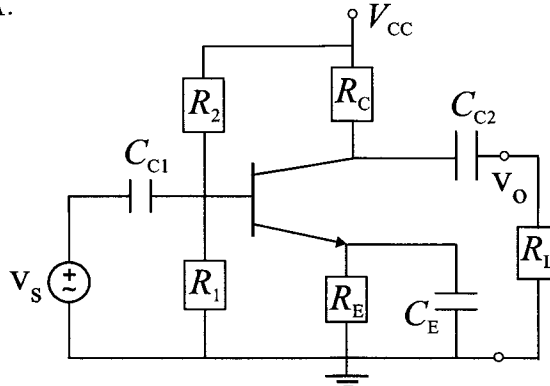 A.
V_CC
R_2
R_C
C_C1
C_C2
v_o
v_s
+
~
R_1
R_E
C_E
R_L